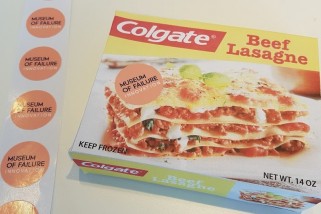 MUSEUM
OF FAILURE
MUSEUM
OF FAILURE
MUSEUM
OF FAILURE
MUSEUM
OF FAILURE
Colgate®
Beef
Lasagne
MUSEUM
OF FAILURE
KEEP FROZEN
NET WT. 14 OZ
Colgate
Beef
Lasagne